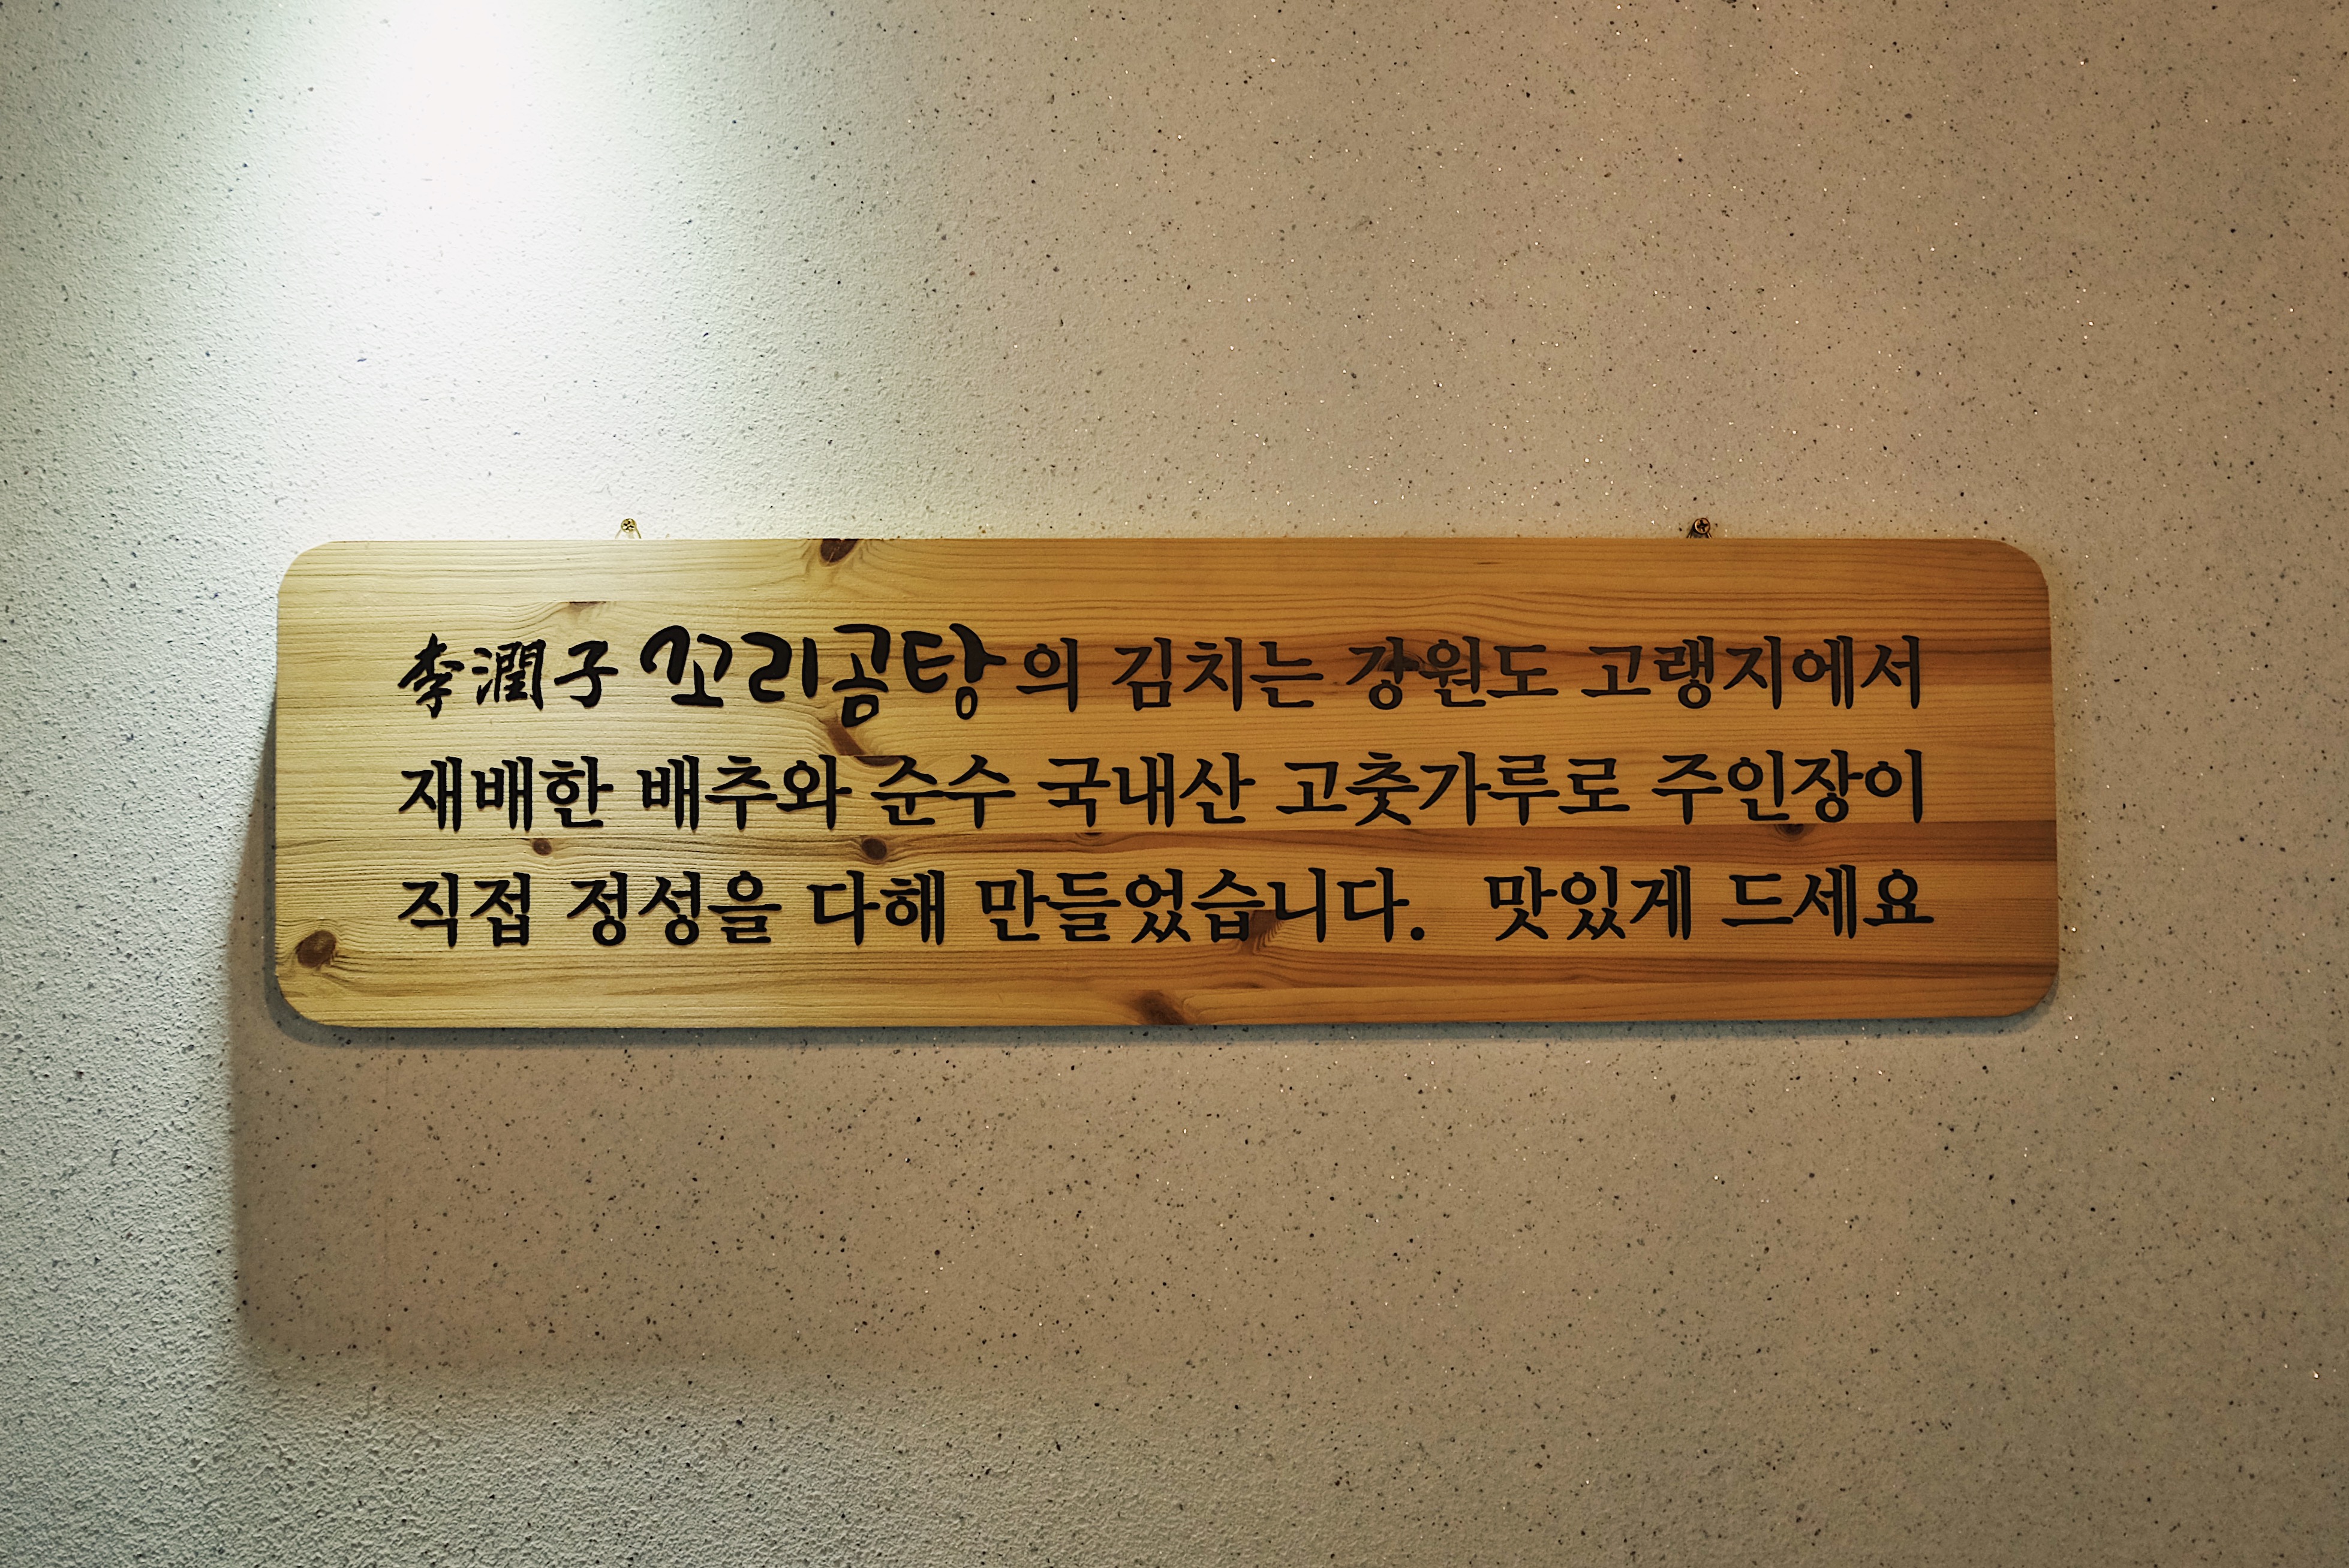 李潤子 꼬리곰탕의 김치는 강원도 고랭지에서
재배한 배추와 순수 국내산 고춧가루로 주인장이
직접 정성을 다해 만들었습니다. 맛있게 드세요